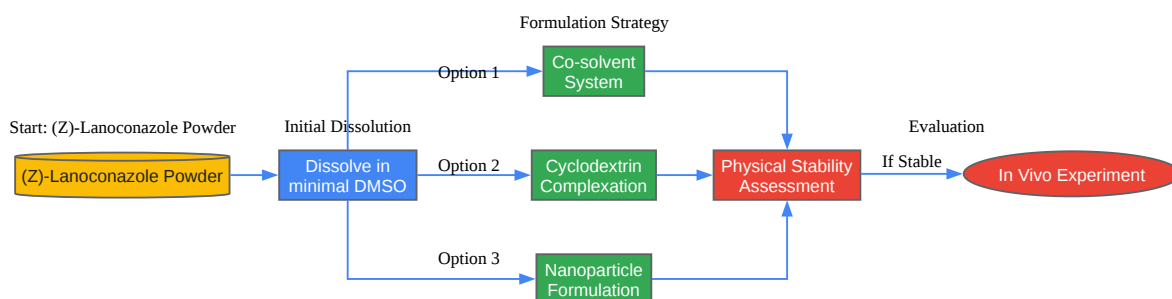 Formulation Strategy
Option 1
Co-solvent
System
Start: (Z)-Lanoconazole Powder
Initial Dissolution
Evaluation
(Z)-Lanoconazole Powder
Dissolve in
minimal DMSO
Option 2
Cyclodextrin
Complexation
Physical Stability
Assessment
If Stable
In Vivo Experiment
Option 3
Nanoparticle
Formulation